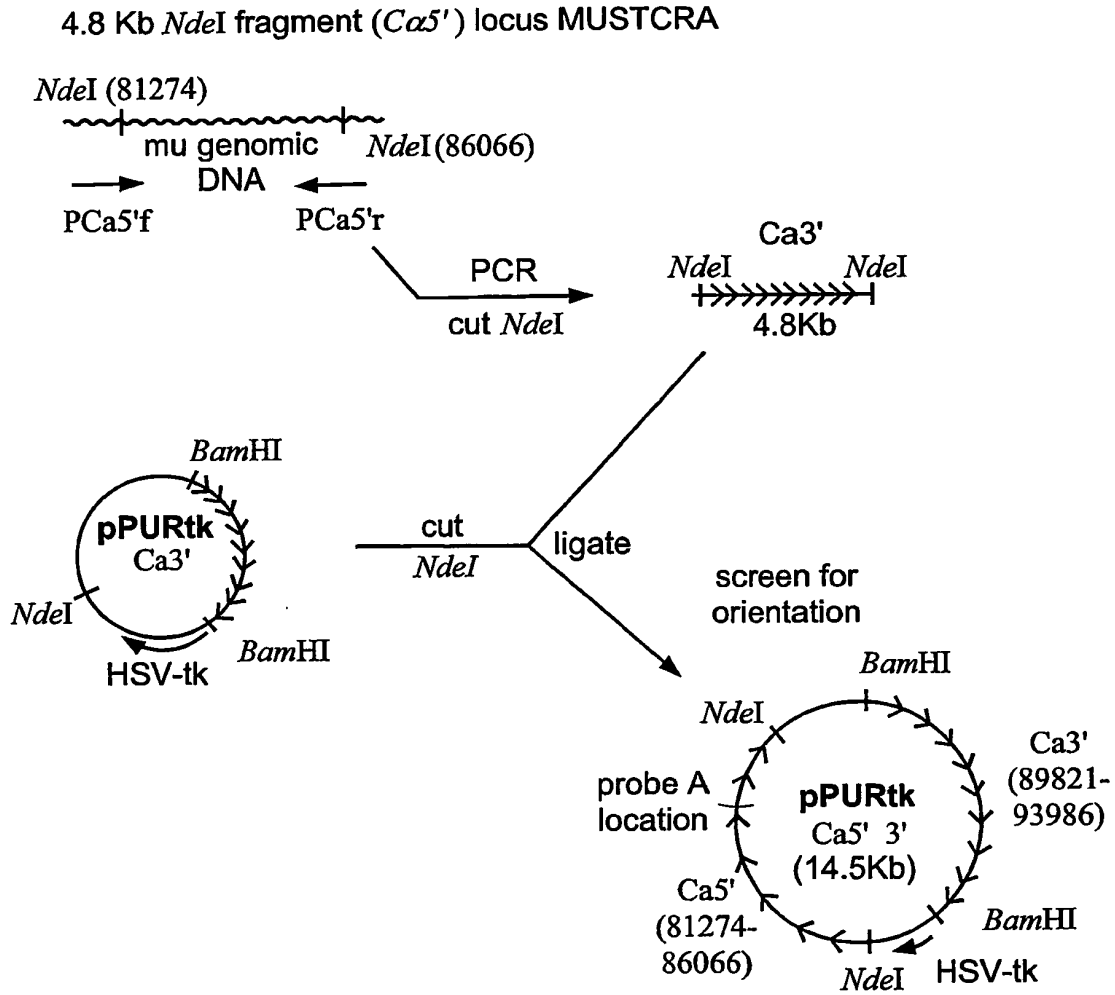 4.8 Kb NdeI fragment (Cα5') locus MUSTCRA
NdeI (81274)
mu genomic
DNA
NdeI (86066)
PCa5'f
PCa5'r
PCR
cut NdeI
Ca3'
NdeI
NdeI
4.8Kb
BamHI
pPURtk
Ca3'
NdeI
BamHI
HSV-tk
cut
NdeI
ligate
screen for
orientation
BamHI
NdeI
Ca3'
(89821-
93986)
probe A
location
pPURtk
Ca5' 3'
(14.5Kb)
Ca5'
(81274-
86066)
BamHI
NdeI
HSV-tk